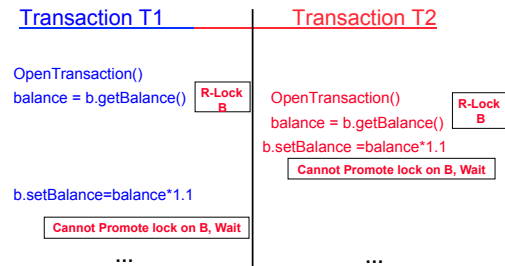 Transaction T1
OpenTransaction()
balance = b.getBalance()
R-Lock
B
b.setBalance=balance*1.1
Cannot Promote lock on B, Wait
...
Transaction T2
OpenTransaction()
balance = b.getBalance()
R-Lock
B
b.setBalance =balance*1.1
Cannot Promote lock on B, Wait
...